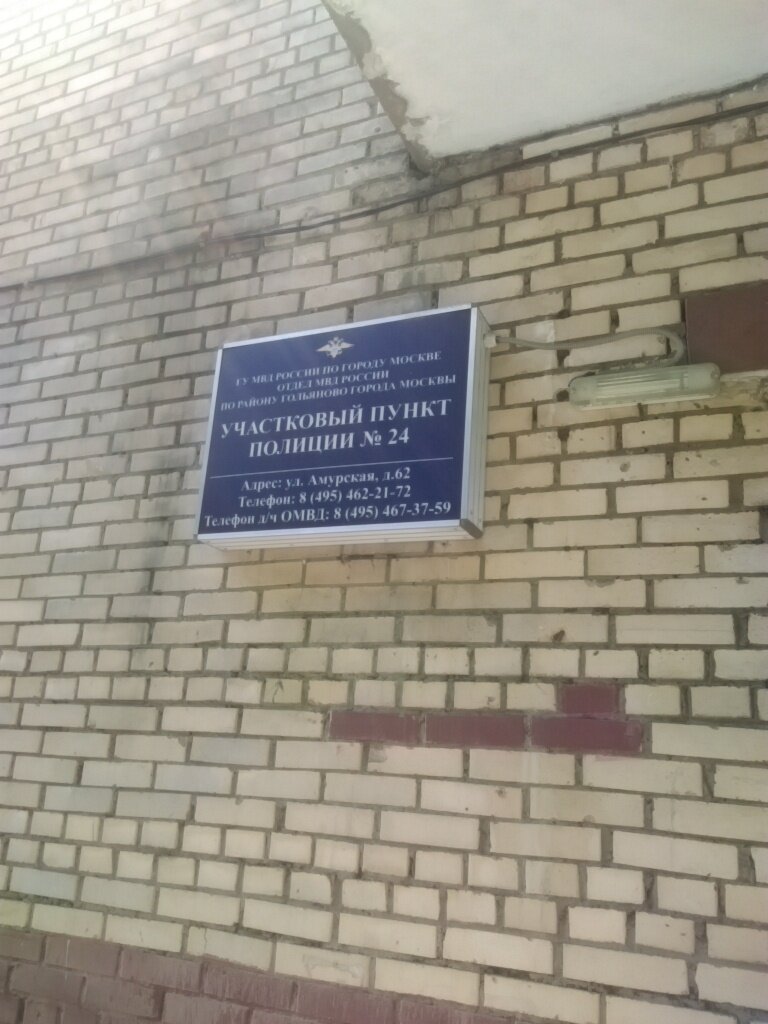 ГУ МВД РОССИИ ПО ГОРОДУ МОСКВЕ
ОТДЕЛ МВД РОССИИ
ПО РАЙОНУ ГОЛЬЯНОВО ГОРОДА МОСКВЫ
УЧАСТКОВЫЙ ПУНКТ
ПОЛИЦИИ № 24
Адрес: ул. Амурская, д.62
Телефон: 8 (495) 462-21-72
Телефон д/ч ОМВД: 8 (495) 467-37-59